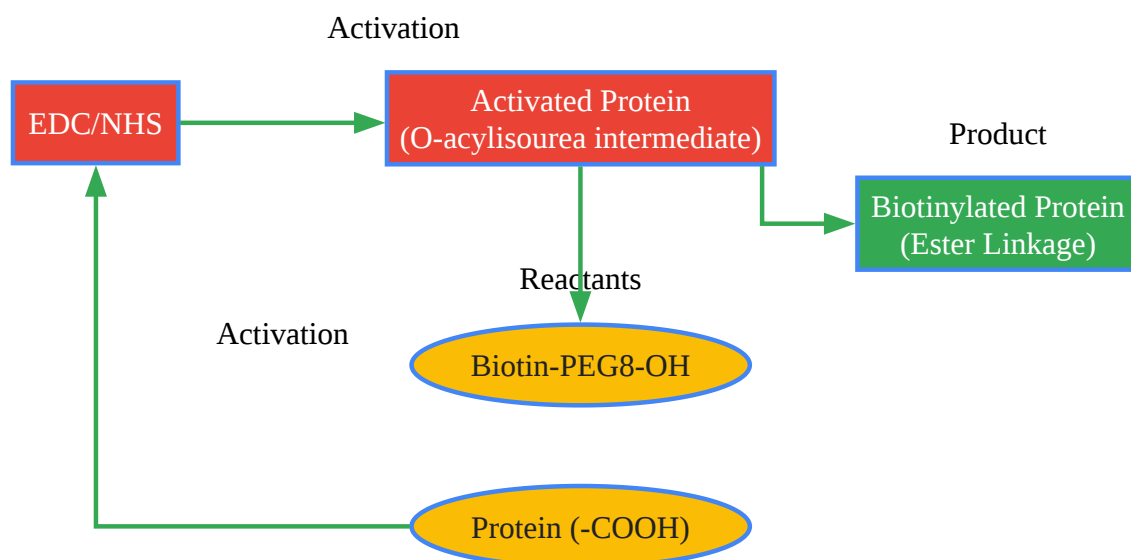 Activation
EDC/NHS
Activated Protein
(O-acylisourea intermediate)
Product
Biotinylated Protein
(Ester Linkage)
Reactants
Activation
Biotin-PEG8-OH
Protein (-COOH)